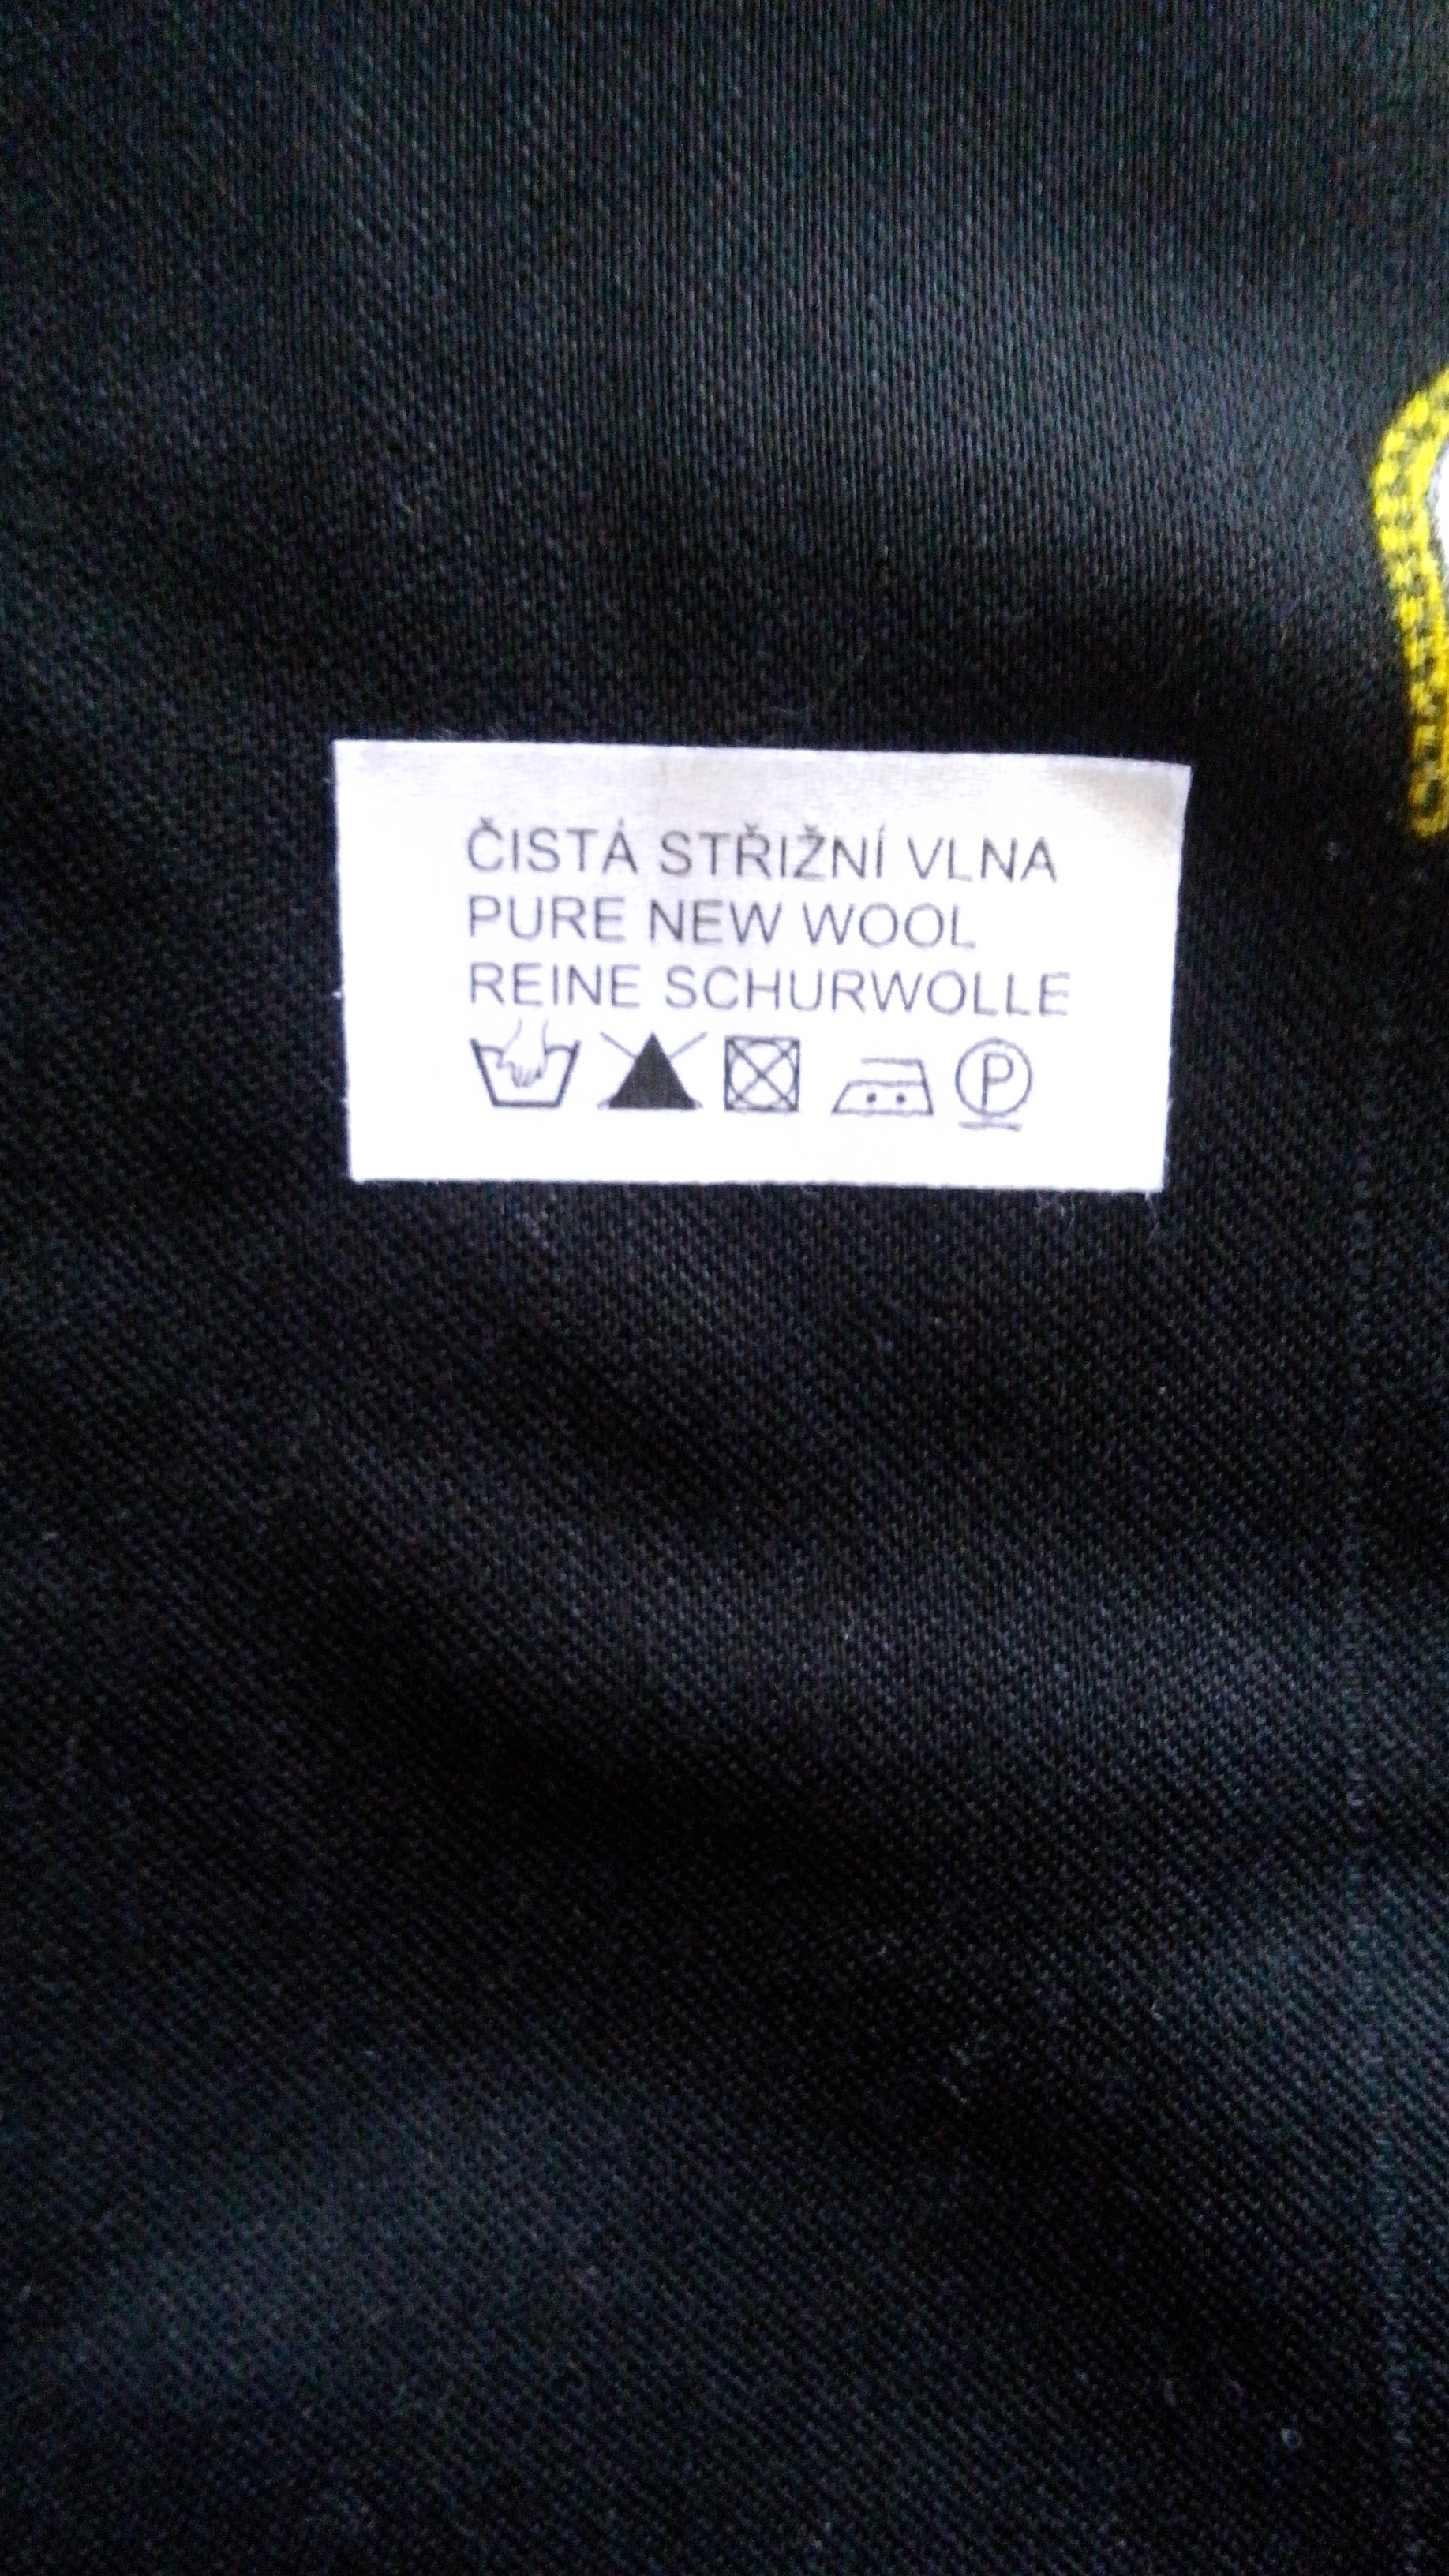 ČISTÁ STŘIŽNÍ VLNA
PURE NEW WOOL
REINE SCHURWOLLE
P